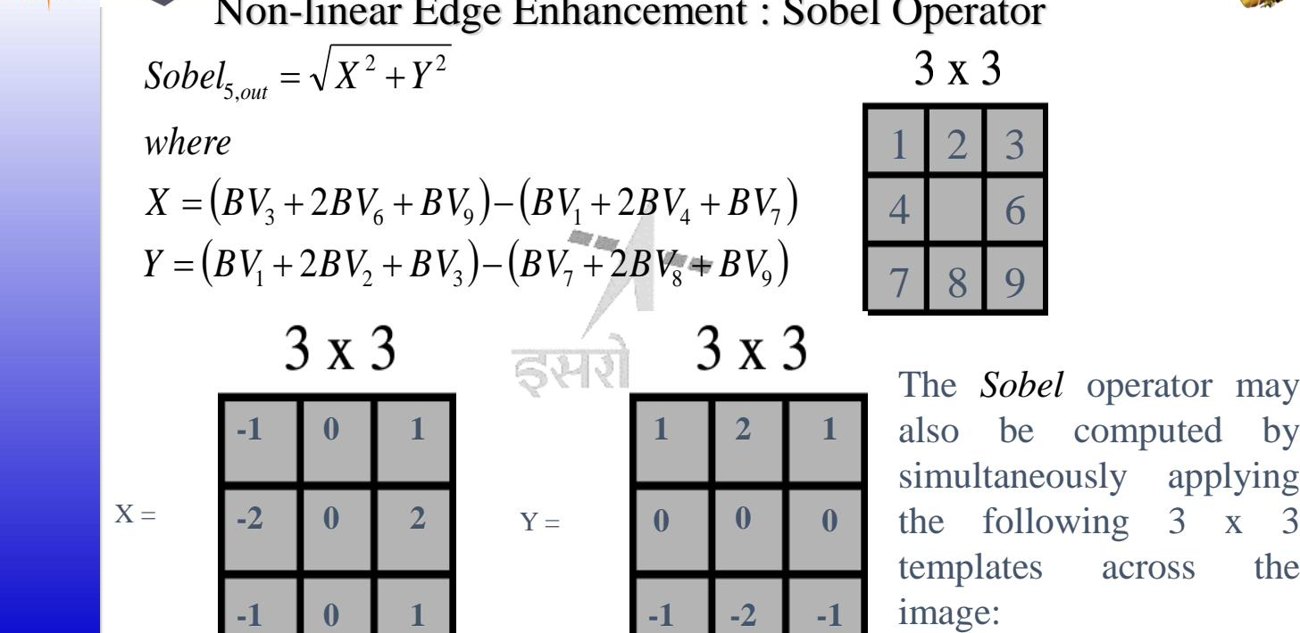 Non-linear Edge Enhancement : Sobel Operator
Sobel₅,out = √(X² + Y²)
where
X = (BV₃ + 2BV₆ + BV₉) − (BV₁ + 2BV₄ + BV₇)
Y = (BV₁ + 2BV₂ + BV₃) − (BV₇ + 2BV₈ + BV₉)
3 x 3
1 2 3
4 6
7 8 9
3 x 3
X =
-1 0 1
-2 0 2
-1 0 1
इसरो
3 x 3
Y =
1 2 1
0 0 0
-1 -2 -1
The Sobel operator may
also be computed by
simultaneously applying
the following 3 x 3
templates across the
image: